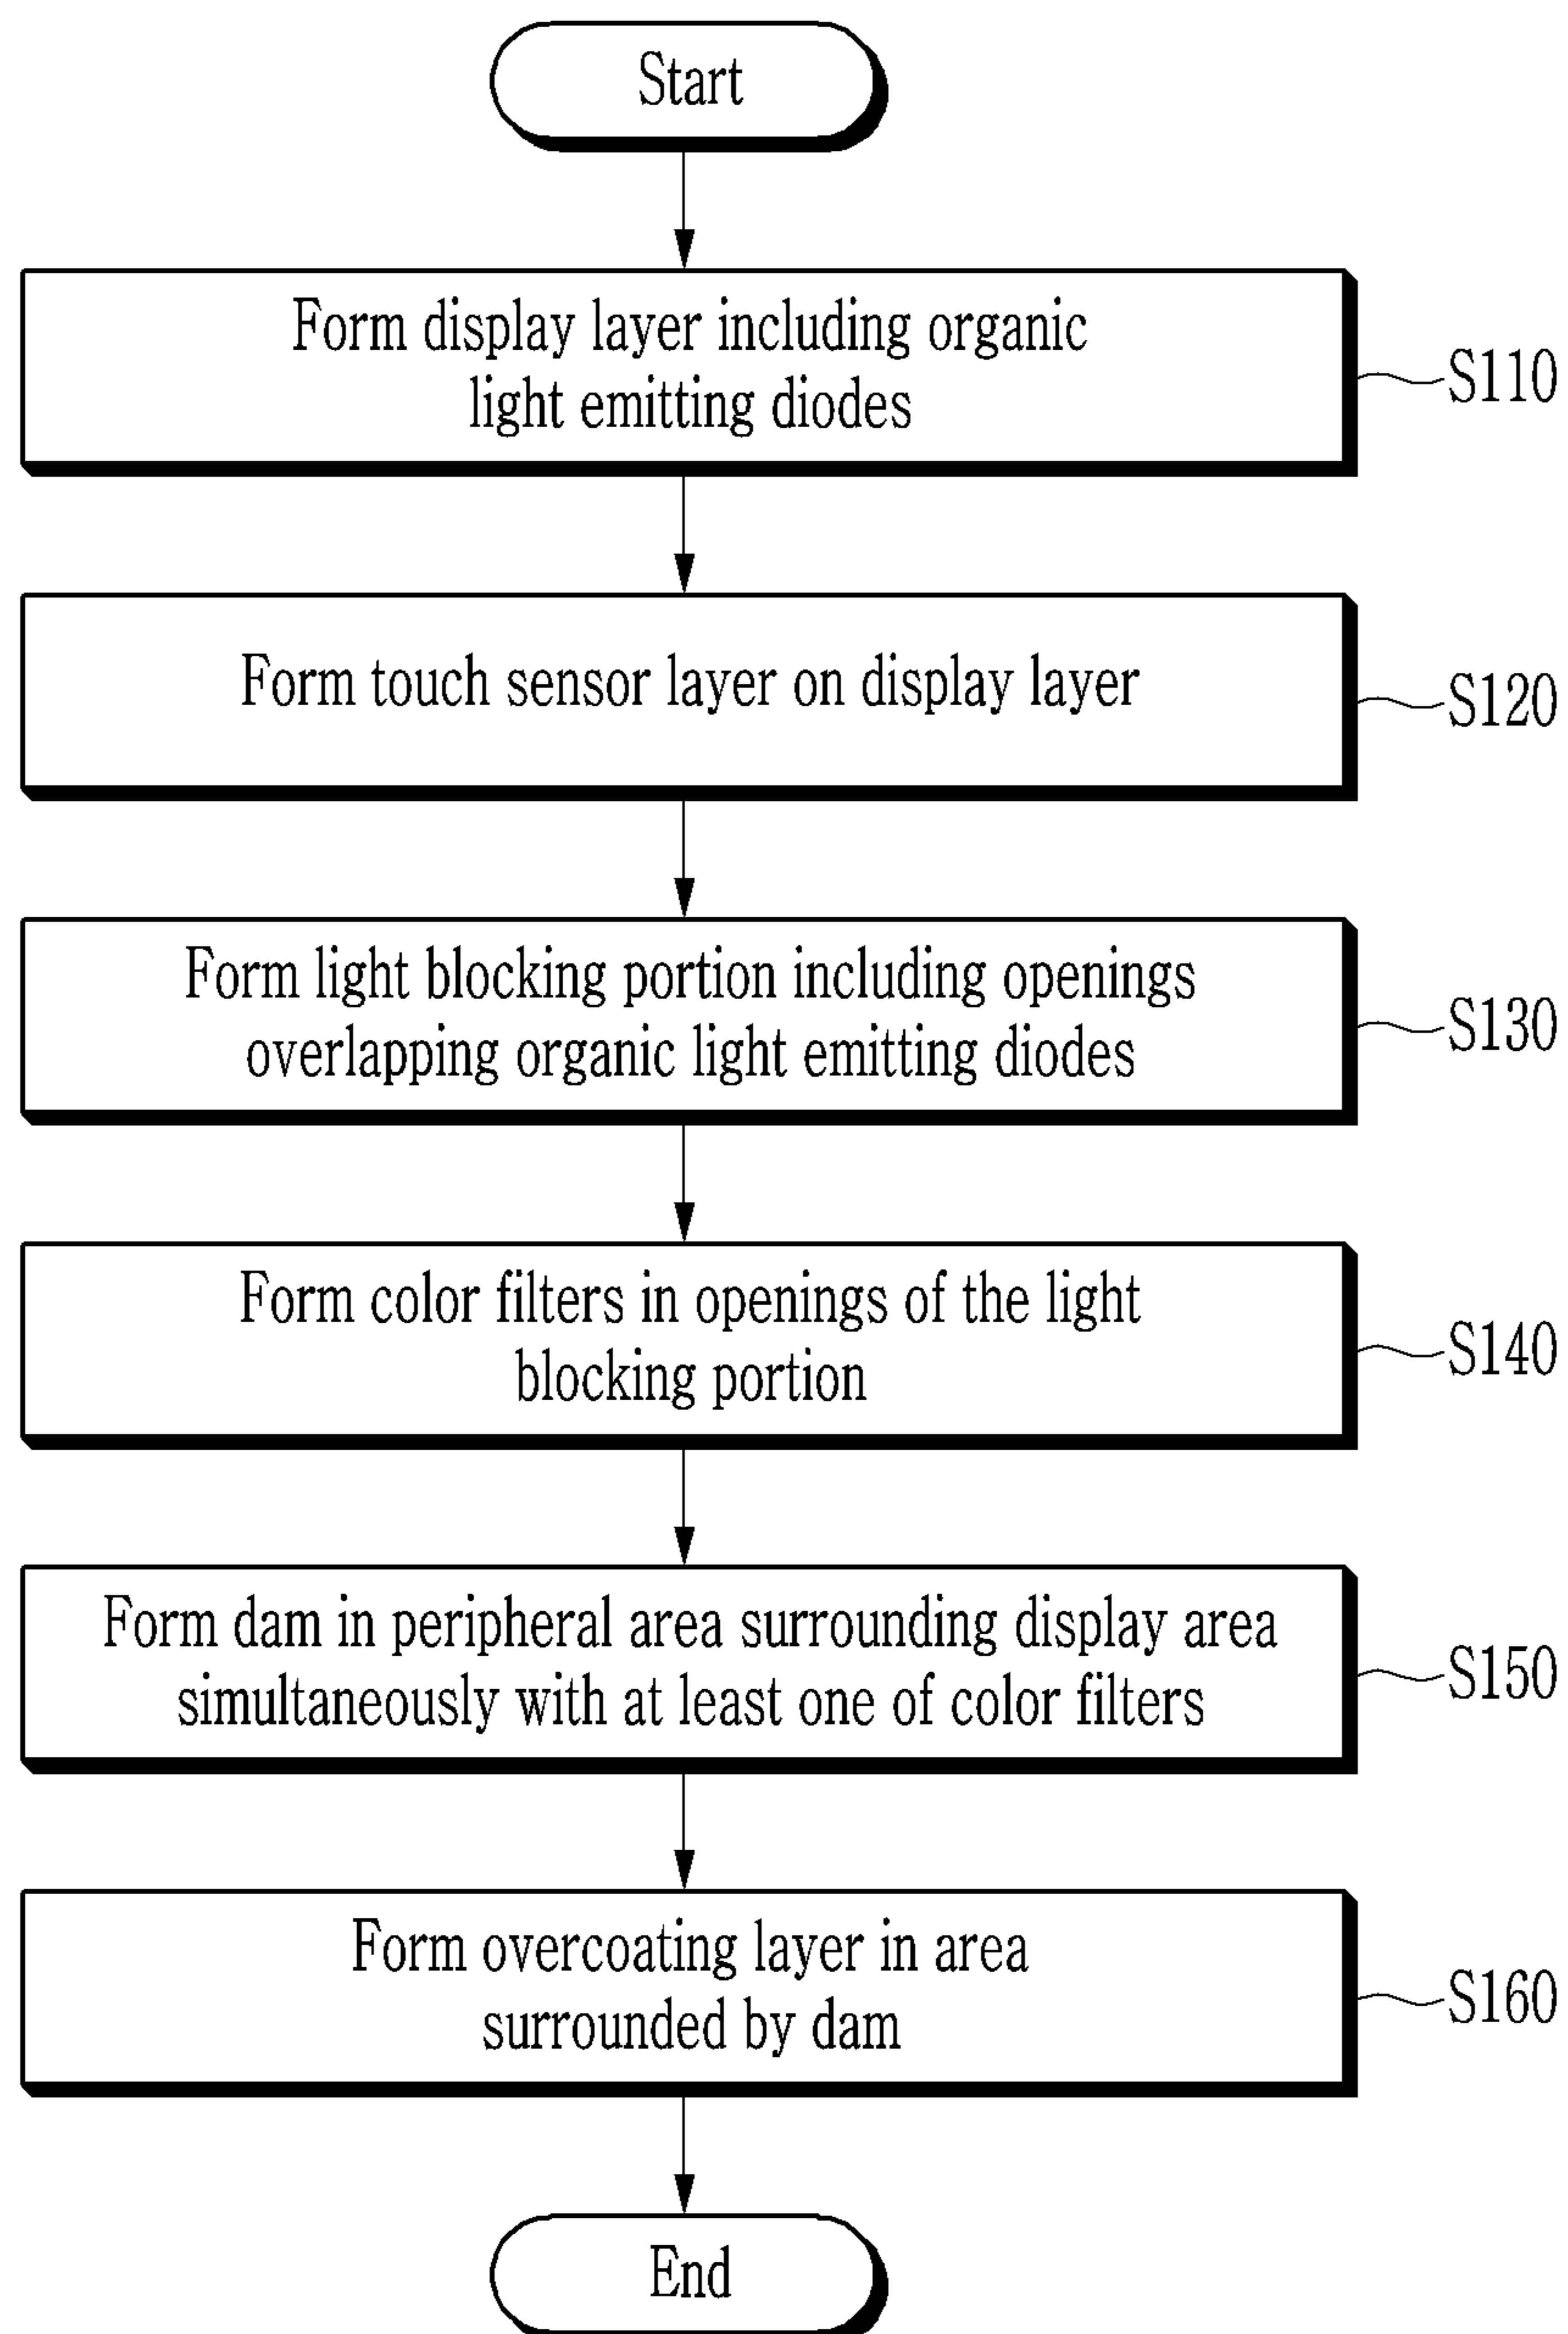 Start
Form display layer including organic
light emitting diodes
S110
Form touch sensor layer on display layer
S120
Form light blocking portion including openings
overlapping organic light emitting diodes
S130
Form color filters in openings of the light
blocking portion
S140
Form dam in peripheral area surrounding display area
simultaneously with at least one of color filters
S150
Form overcoating layer in area
surrounded by dam
S160
End